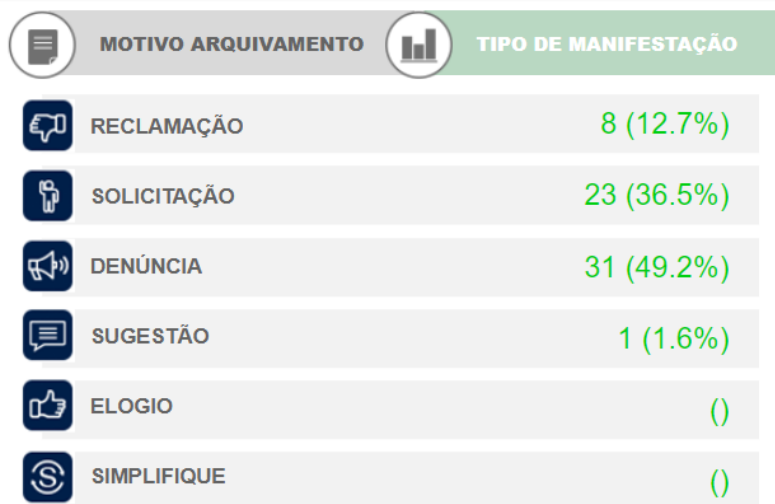 MOTIVO ARQUIVAMENTO TIPO DE MANIFESTAÇÃO
RECLAMAÇÃO 8 (12.7%)
SOLICITAÇÃO 23 (36.5%)
DENÚNCIA 31 (49.2%)
SUGESTÃO 1 (1.6%)
ELOGIO ()
SIMPLIFIQUE ()